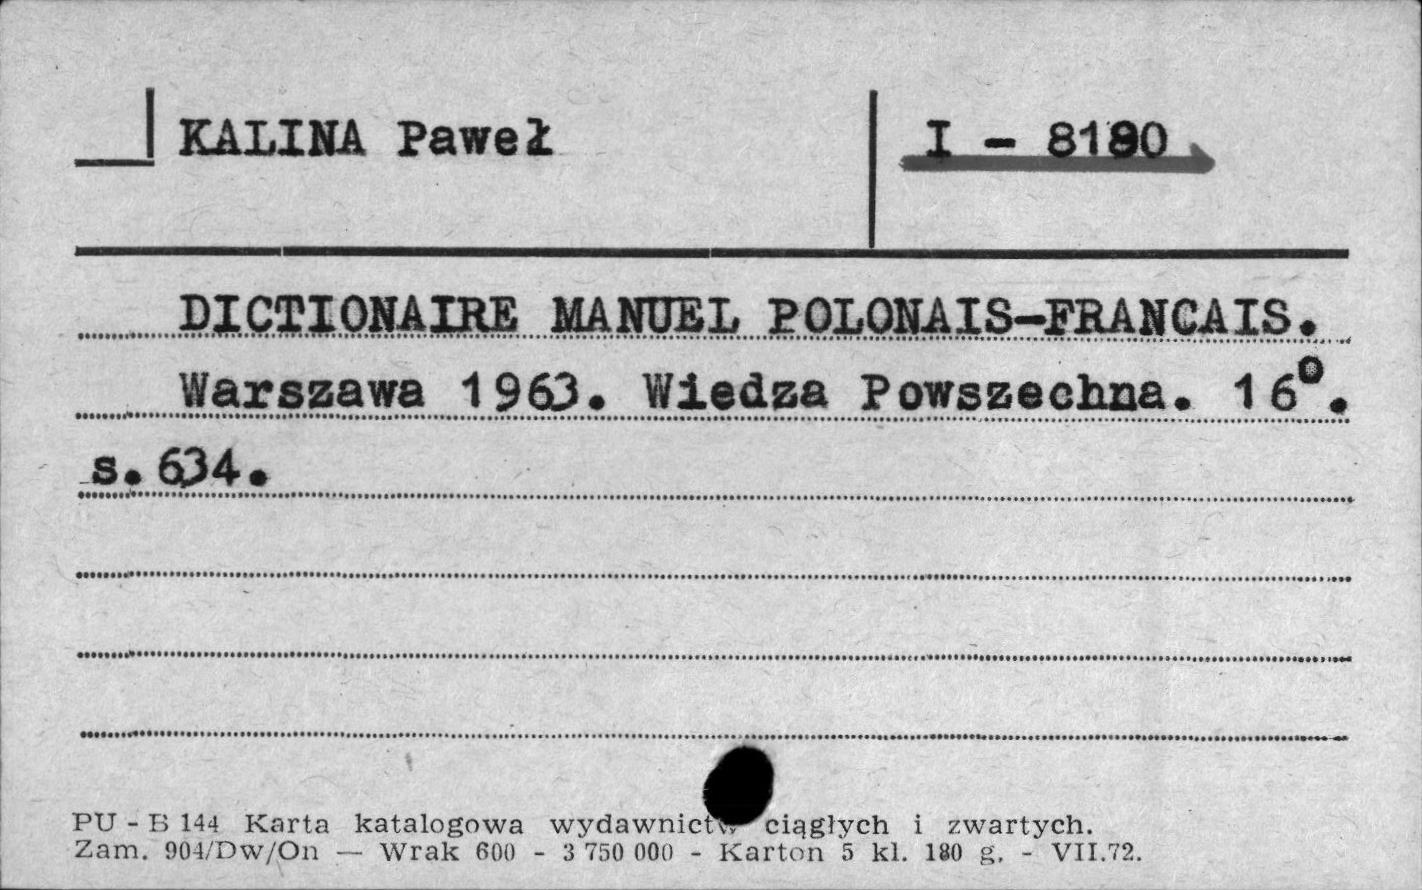 KALINA Paweł
I - 8190
DICTIONAIRE MANUEL POLONAIS-FRANCAIS.
Warszawa 1963. Wiedza Powszechna. 16°.
s. 634.
PU - B 144 Karta katalogowa wydawnictw ciągłych i zwartych.
Zam. 904/Dw/On — Wrak 600 - 3 750 000 - Karton 5 kl. 180 g. - VII.72.